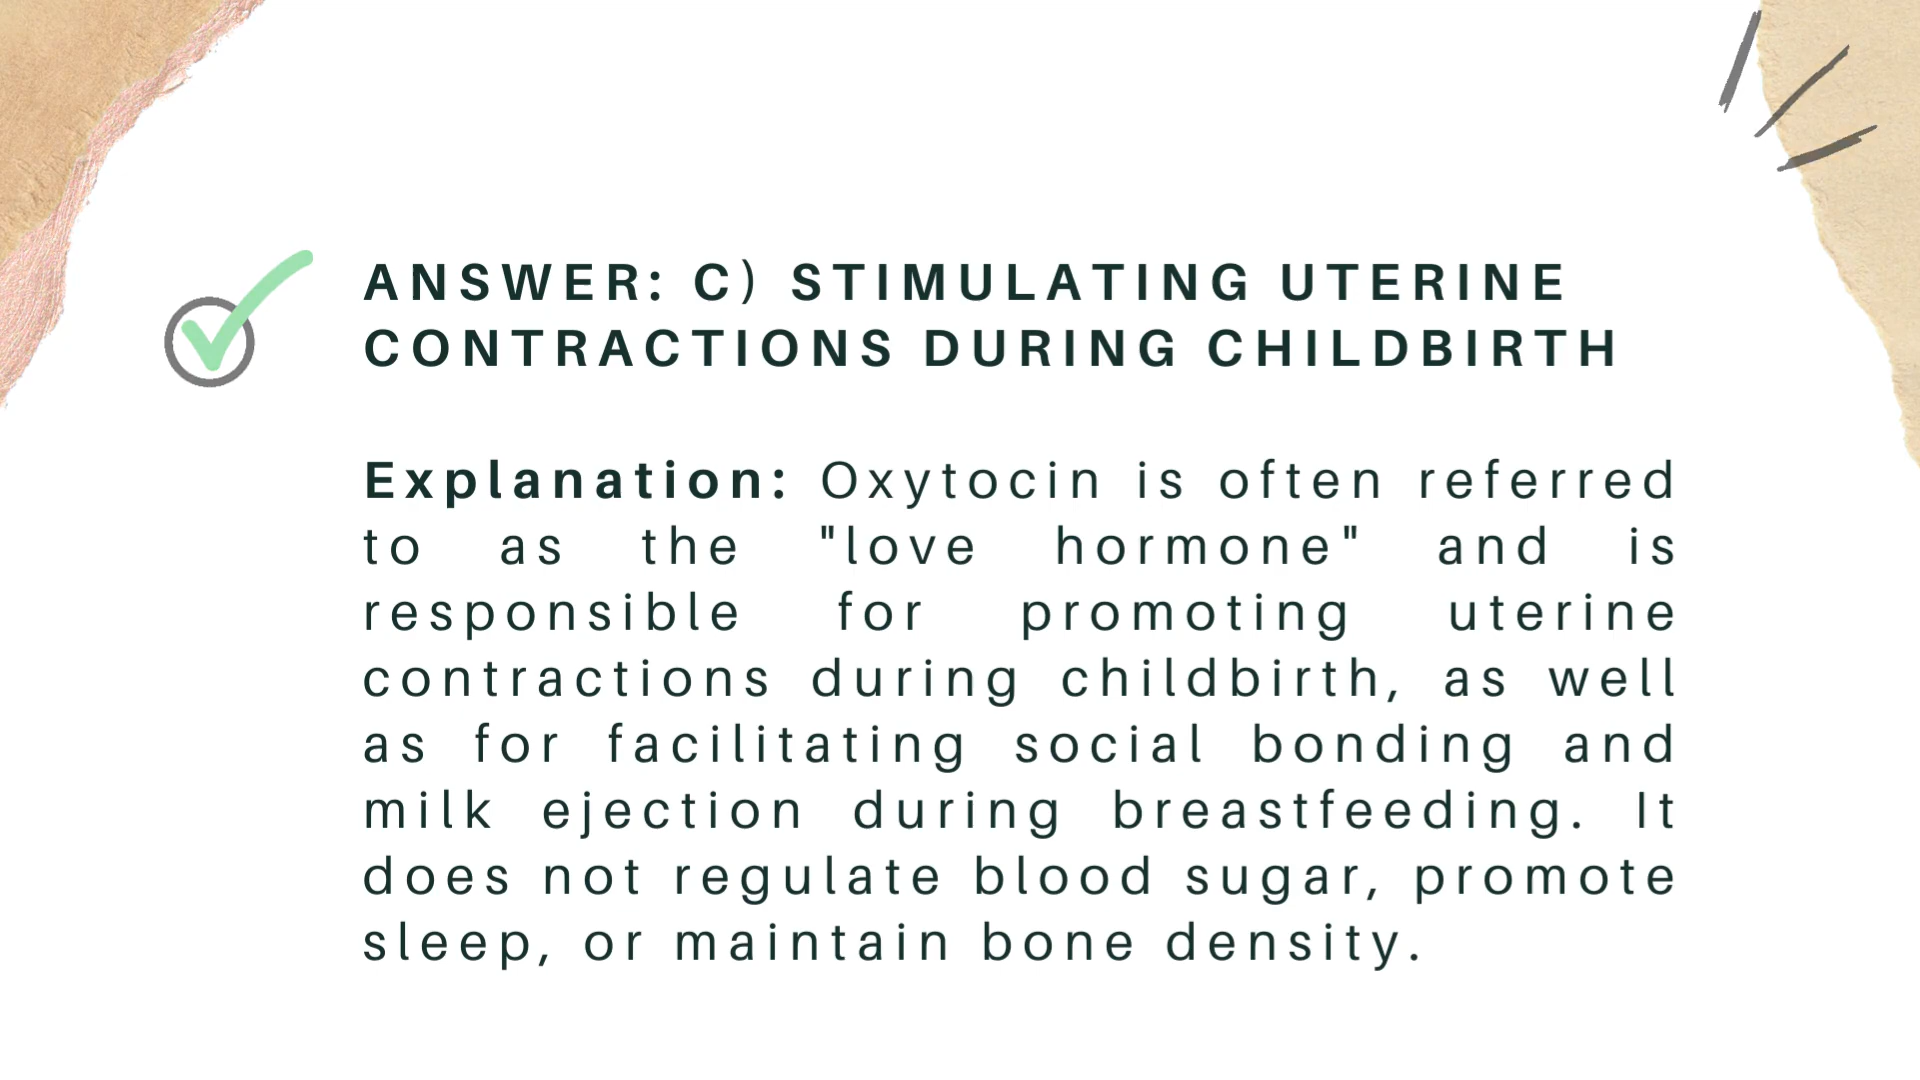 ANSWER: C) STIMULATING UTERINE
CONTRACTIONS DURING CHILDBIRTH
Explanation: Oxytocin is often referred
to as the "love hormone" and is
responsible for promoting uterine
contractions during childbirth, as well
as for facilitating social bonding and
milk ejection during breastfeeding. It
does not regulate blood sugar, promote
sleep, or maintain bone density.